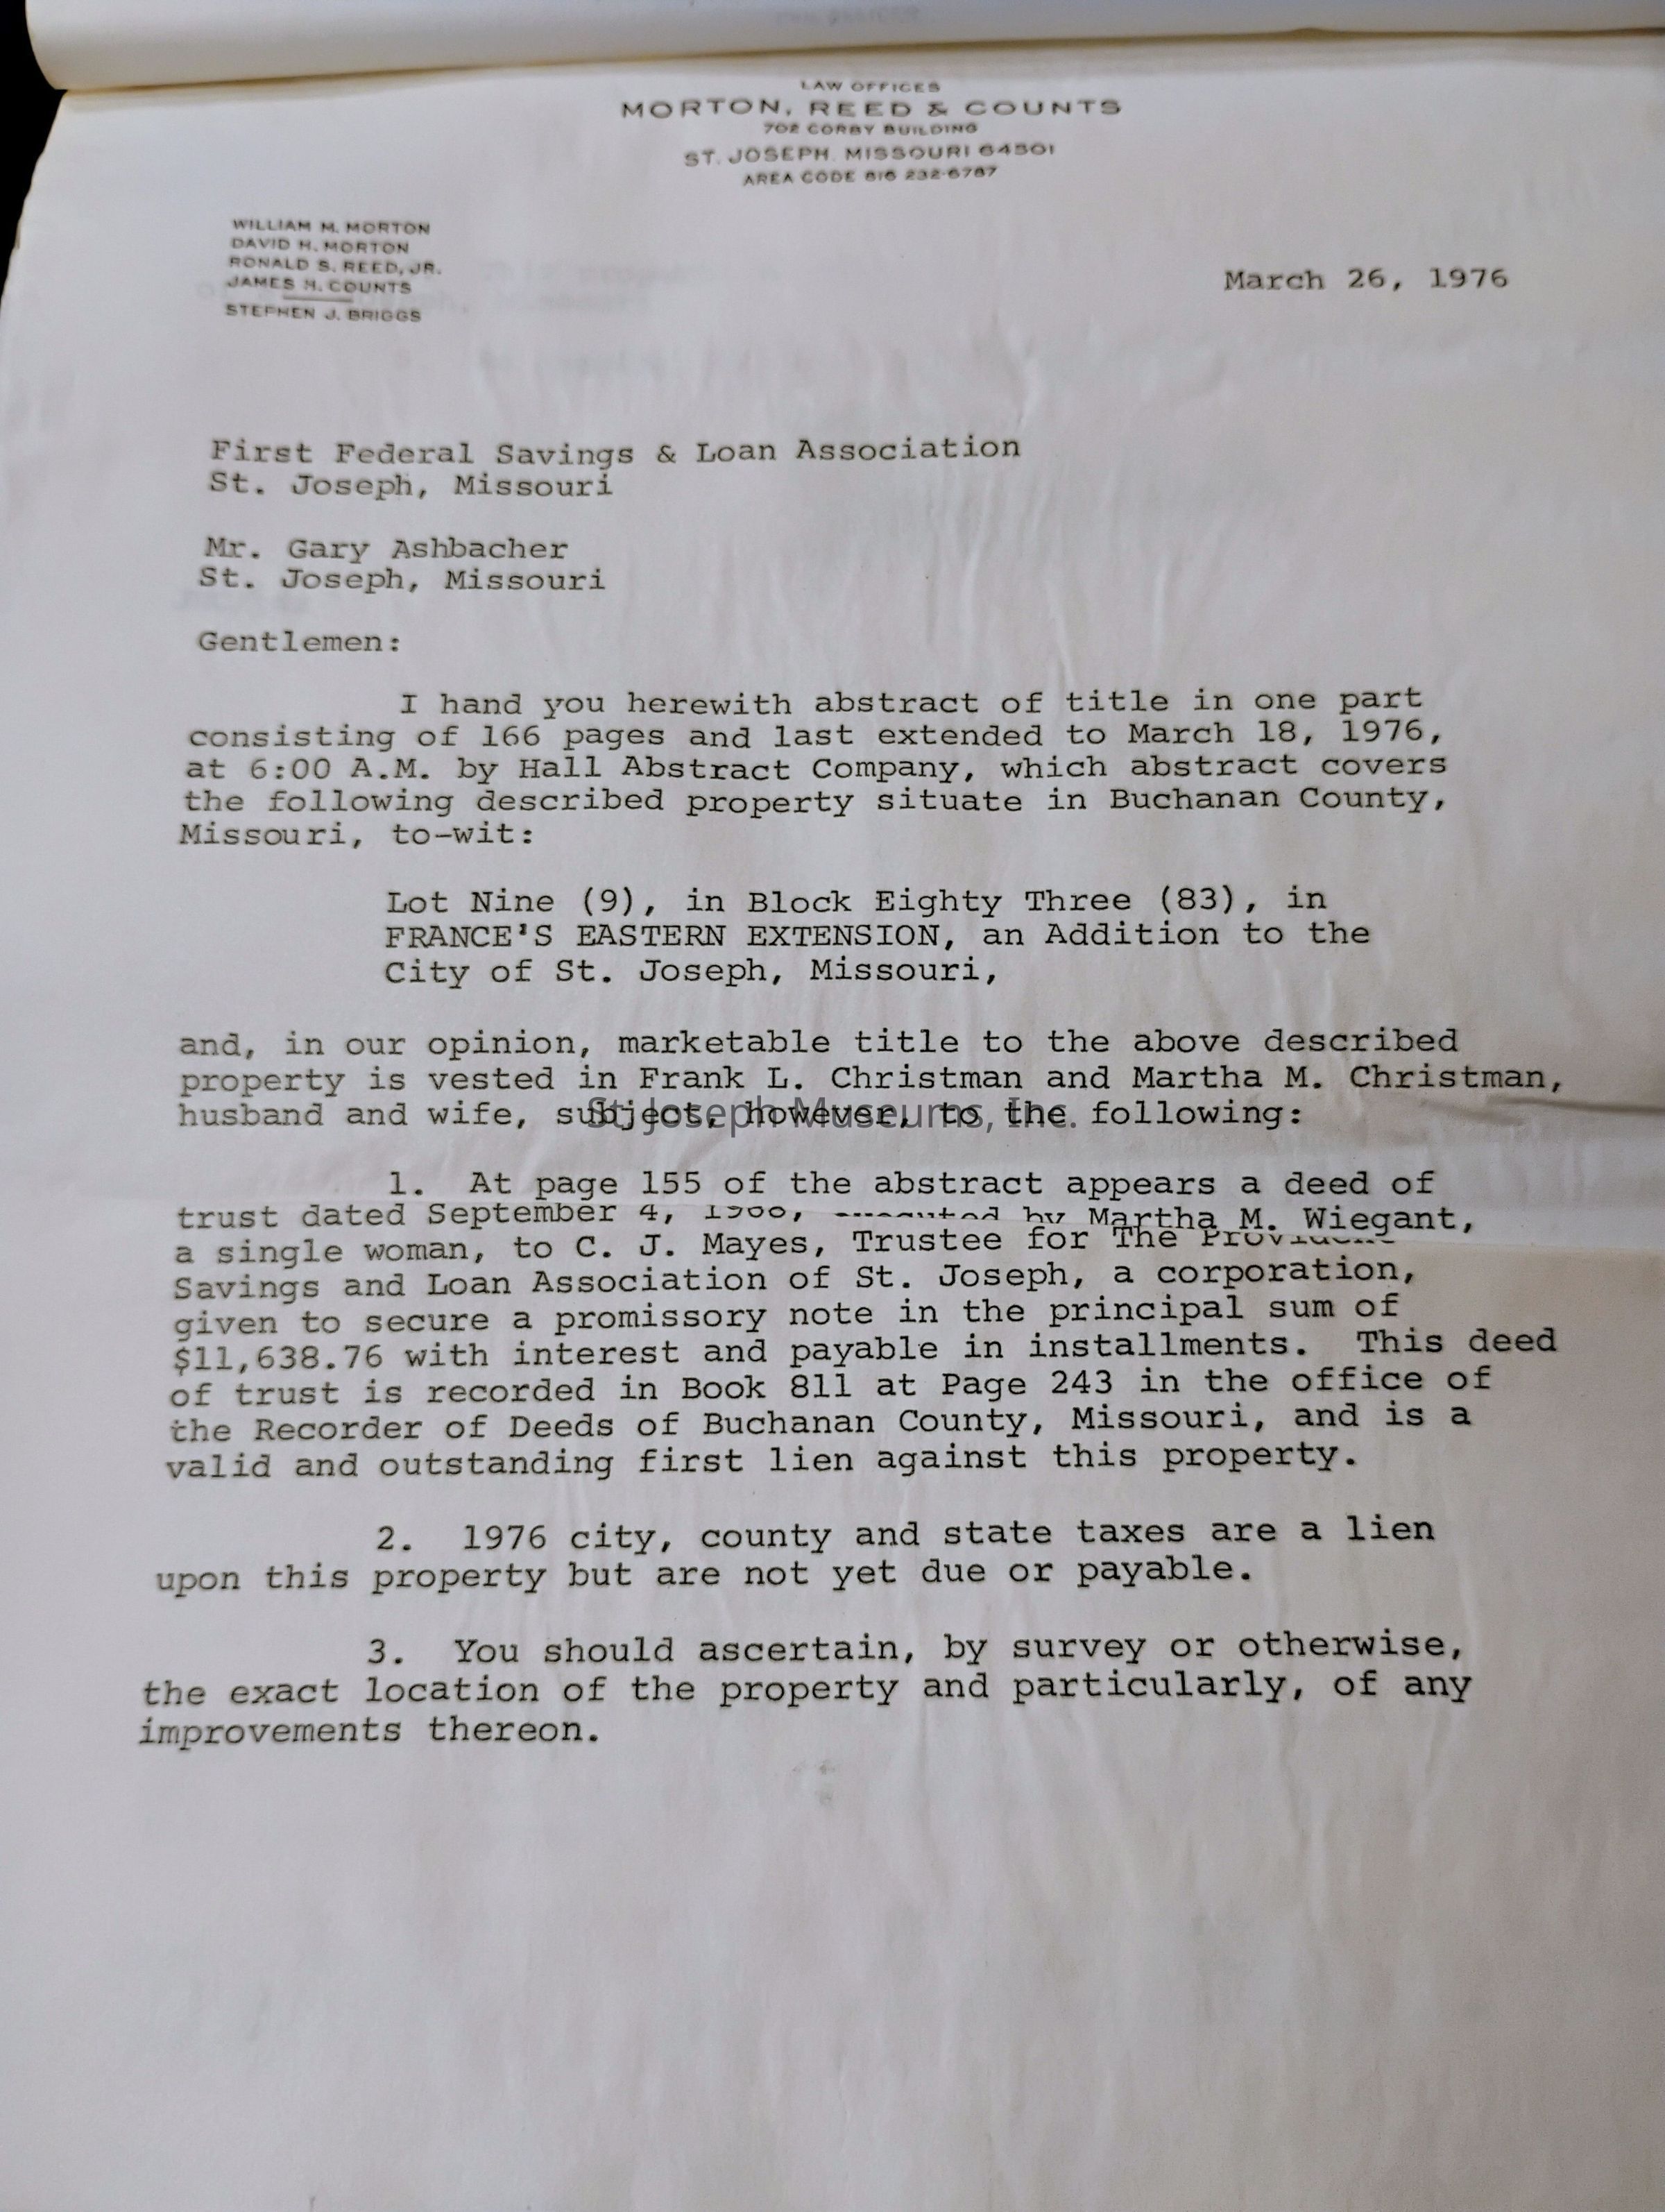 LAW OFFICES
MORTON, REED & COUNTS
702 CORBY BUILDING
ST. JOSEPH, MISSOURI 64501
AREA CODE 816 232-6787
WILLIAM M. MORTON
DAVID H. MORTON
RONALD S. REED, JR.
JAMES H. COUNTS
STEPHEN J. BRIGGS
March 26, 1976
First Federal Savings & Loan Association
St. Joseph, Missouri
Mr. Gary Ashbacher
St. Joseph, Missouri
Gentlemen:
I hand you herewith abstract of title in one part
consisting of 166 pages and last extended to March 18, 1976,
at 6:00 A.M. by Hall Abstract Company, which abstract covers
the following described property situate in Buchanan County,
Missouri, to-wit:
Lot Nine (9), in Block Eighty Three (83), in
FRANCE'S EASTERN EXTENSION, an Addition to the
City of St. Joseph, Missouri,
and, in our opinion, marketable title to the above described
property is vested in Frank L. Christman and Martha M. Christman,
husband and wife, subject, however, to the following:
St. Joseph Museums, Inc.
1. At page 155 of the abstract appears a deed of
trust dated September 4, executed by Martha M. Wiegant,
a single woman, to C. J. Mayes, Trustee for The Provident
Savings and Loan Association of St. Joseph, a corporation,
given to secure a promissory note in the principal sum of
$11,638.76 with interest and payable in installments. This deed
of trust is recorded in Book 811 at Page 243 in the office of
the Recorder of Deeds of Buchanan County, Missouri, and is a
valid and outstanding first lien against this property.
2. 1976 city, county and state taxes are a lien
upon this property but are not yet due or payable.
3. You should ascertain, by survey or otherwise,
the exact location of the property and particularly, of any
improvements thereon.